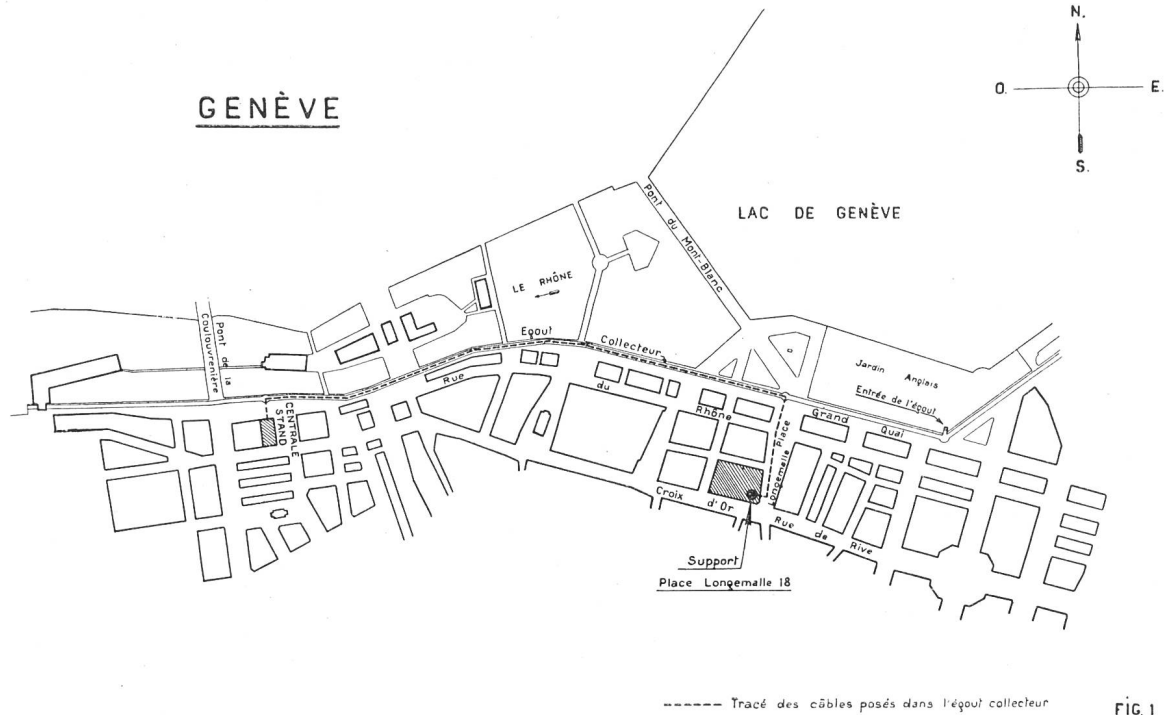 GENÈVE
N.
O.
E.
S.
LAC DE GENÈVE
Pont du Mont-Blanc
LE RHÔNE
Egout
Collecteur
Pont de la
Coulouvrenière
CENTRALE
STAND
Rue
du
Rhône
Jardin Anglais
Entrée de l'égout
Grand
Quai
Longemalle Place
Croix
d'Or
Rue
de
Rive
Support
Place Longemalle 18
Tracé des câbles posés dans l'égout collecteur
FIG. 1